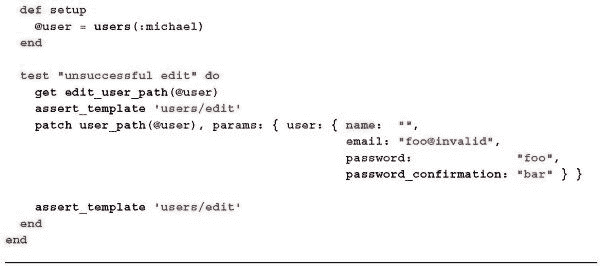 def setup
@user = users(:michael)
end
test "unsuccessful edit" do
get edit_user_path(@user)
assert_template 'users/edit'
patch user_path(@user), params: { user: { name: "",
email: "foo@invalid",
password: "foo",
password_confirmation: "bar" } }
assert_template 'users/edit'
end
end